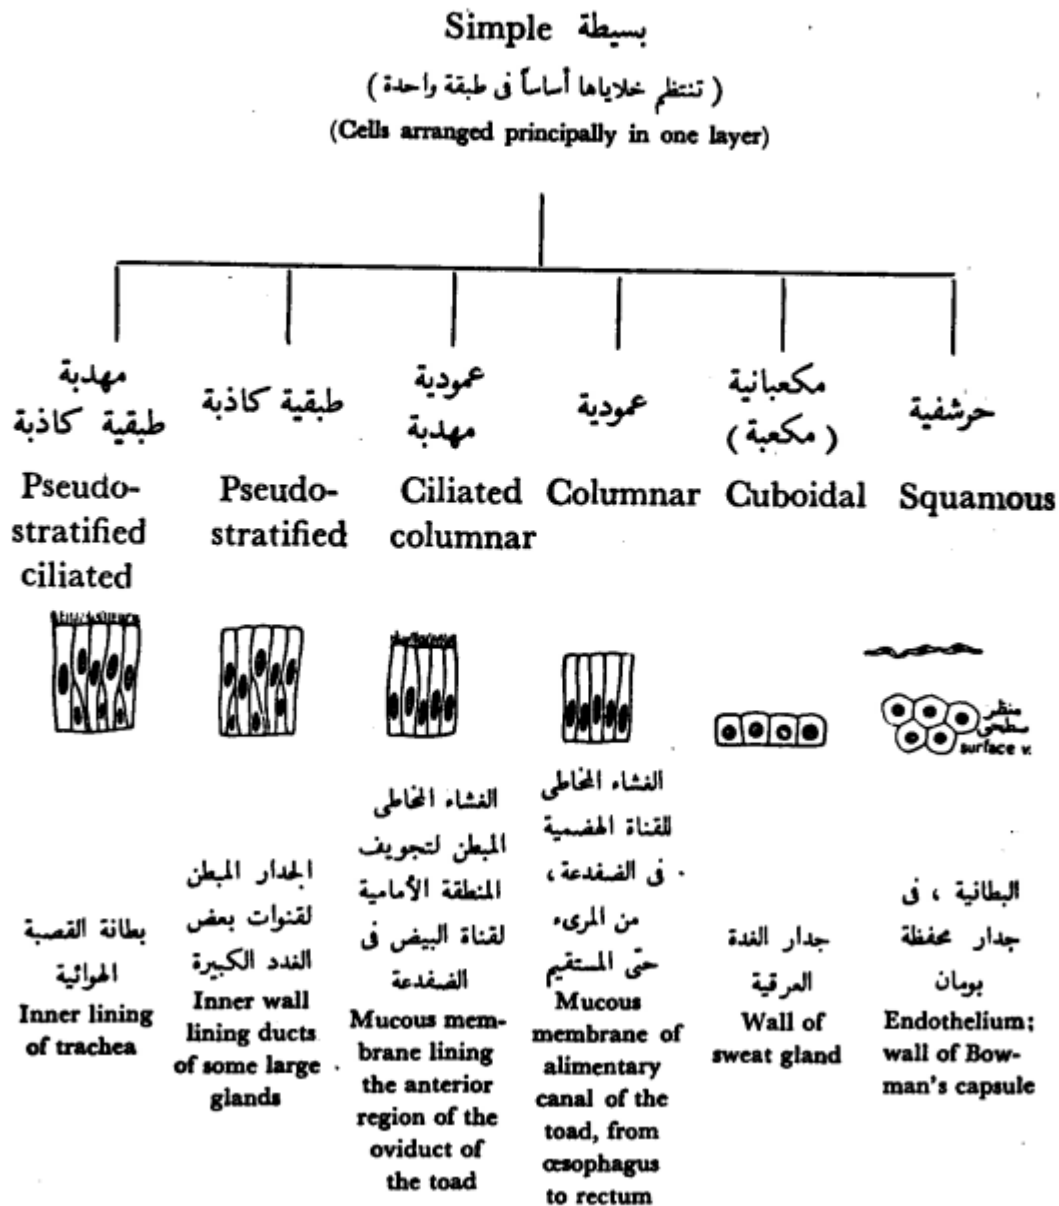 Simple بسيطة
(تنتظم خلاياها أساساً فى طبقة واحدة)
(Cells arranged principally in one layer)
مهدبة
طبقية كاذبة
Pseudo-
stratified
ciliated
بطانة القصبة
الهوائية
Inner lining
of trachea
طبقية كاذبة
Pseudo-
stratified
الجدار المبطن
لقنوات بعض
الغدد الكبيرة
Inner wall
lining ducts
of some large
glands
عمودية
مهدبة
Ciliated
columnar
الغشاء المخاطى
المبطن لتجويف
المنطقة الأمامية
لقناة البيض فى
الضفدعة
Mucous mem-
brane lining
the anterior
region of the
oviduct of
the toad
عمودية
Columnar
الغشاء المخاطى
للقناة الهضمية
فى الضفدعة،
من المرىء
حتى المستقيم
Mucous
membrane of
alimentary
canal of the
toad, from
œsophagus
to rectum
مكعبانية
(مكعبة)
Cuboidal
جدار الغدة
العرقية
Wall of
sweat gland
حرشفية
Squamous
منظر
سطحى
surface v.
البطانية ، فى
جدار محفظة
بومان
Endothelium;
wall of Bow-
man's capsule